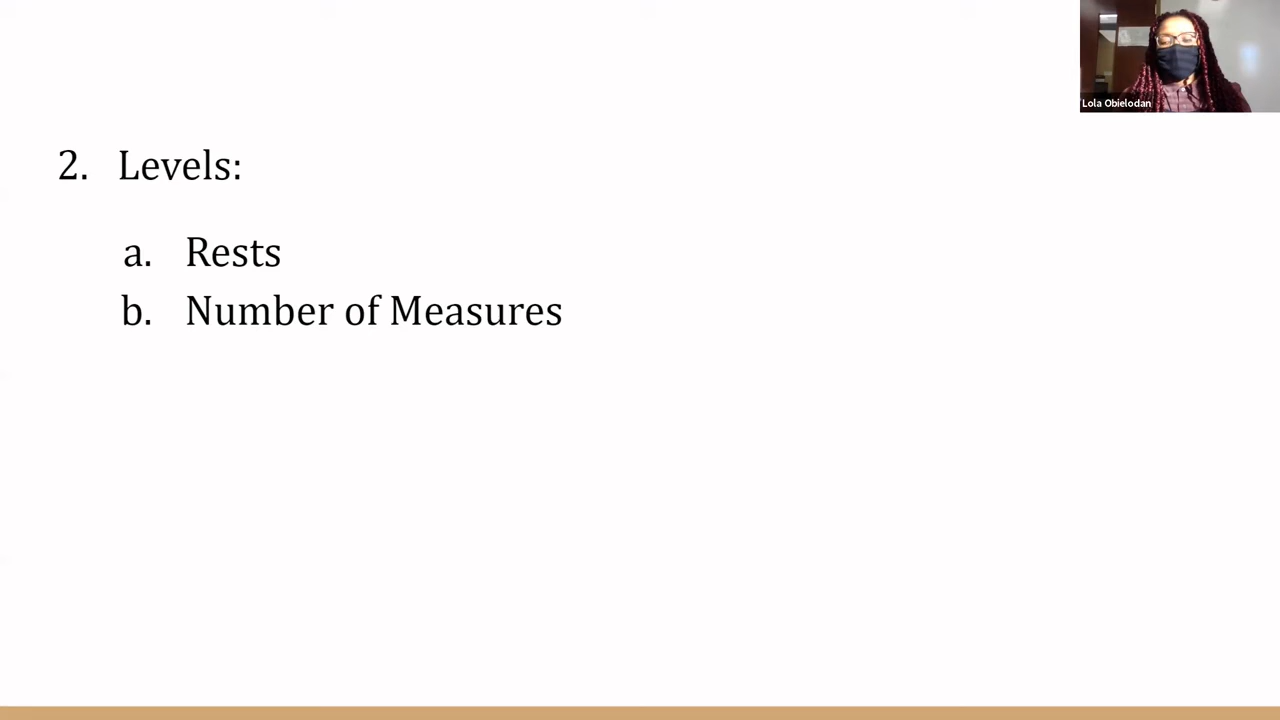 Lola Obielodan
2. Levels:
a. Rests
b. Number of Measures